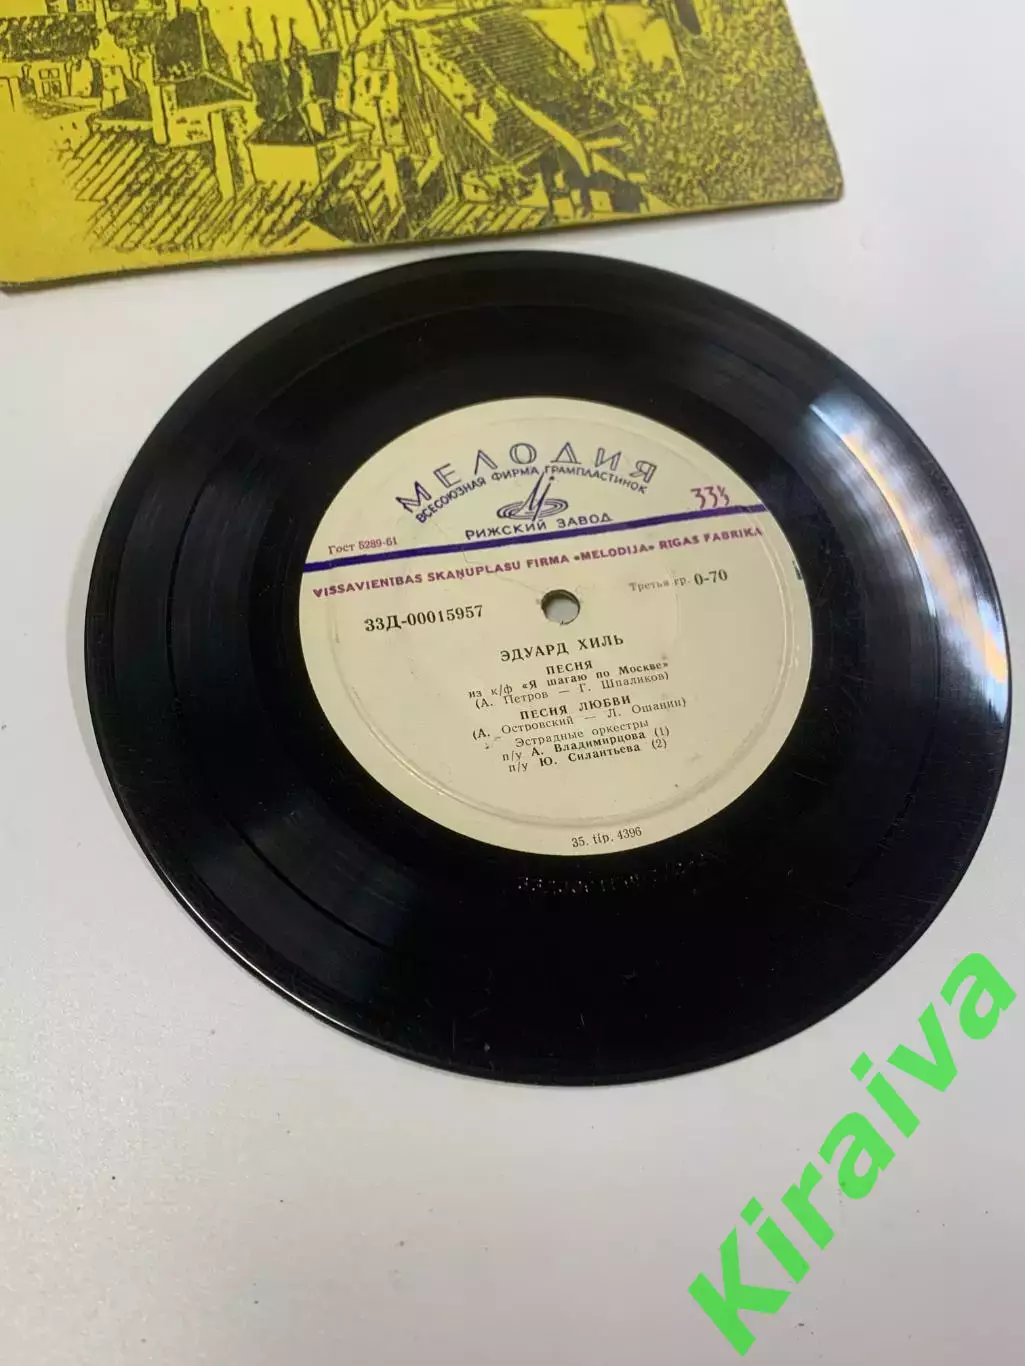 МЕЛОДИЯ
ВСЕСОЮЗНАЯ ФИРМА ГРАМПЛАСТИНОК
33⅓
РИЖСКИЙ ЗАВОД
Гост 5289-61
VISSAVIENĪBAS SKAŅUPLAŠU FIRMA «MELODIJA» RĪGAS FABRIKA
33Д-00015957
Третья гр. 0-70
ЭДУАРД ХИЛЬ
ПЕСНЯ
из к/ф «Я шагаю по Москве»
(А. Петров — Г. Шпаликов)
ПЕСНЯ ЛЮБВИ
(А. Островский — Л. Ошанин)
Эстрадные оркестры
п/у А. Владимирцова (1)
п/у Ю. Силантьева (2)
35. tip. 4396
Kiraiva